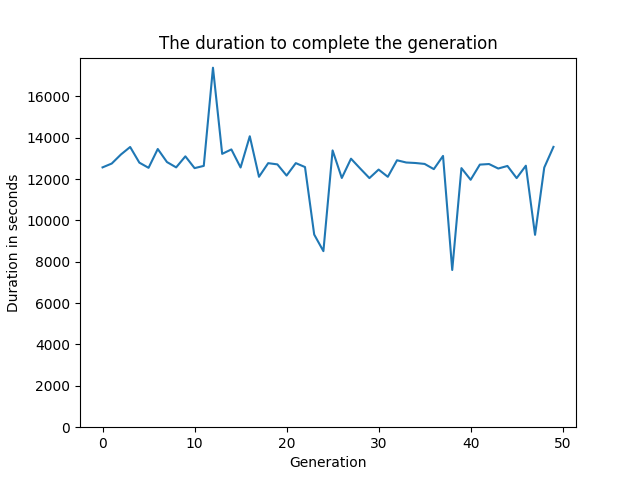 The duration to complete the generation
16000
14000
12000
10000
8000
6000
4000
2000
0
Duration in seconds
0 10 20 30 40 50
Generation